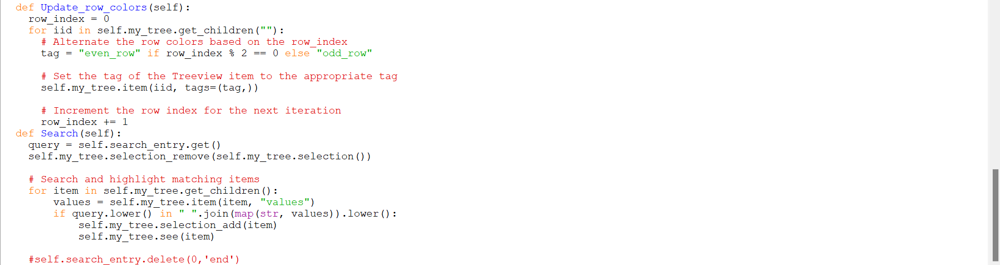 def Update_row_colors(self):
  row_index = 0
  for iid in self.my_tree.get_children(""):
    # Alternate the row colors based on the row_index
    tag = "even_row" if row_index % 2 == 0 else "odd_row"

    # Set the tag of the Treeview item to the appropriate tag
    self.my_tree.item(iid, tags=(tag,))

    # Increment the row index for the next iteration
    row_index += 1
def Search(self):
  query = self.search_entry.get()
  self.my_tree.selection_remove(self.my_tree.selection())

  # Search and highlight matching items
  for item in self.my_tree.get_children():
      values = self.my_tree.item(item, "values")
      if query.lower() in " ".join(map(str, values)).lower():
          self.my_tree.selection_add(item)
          self.my_tree.see(item)

  #self.search_entry.delete(0,'end')